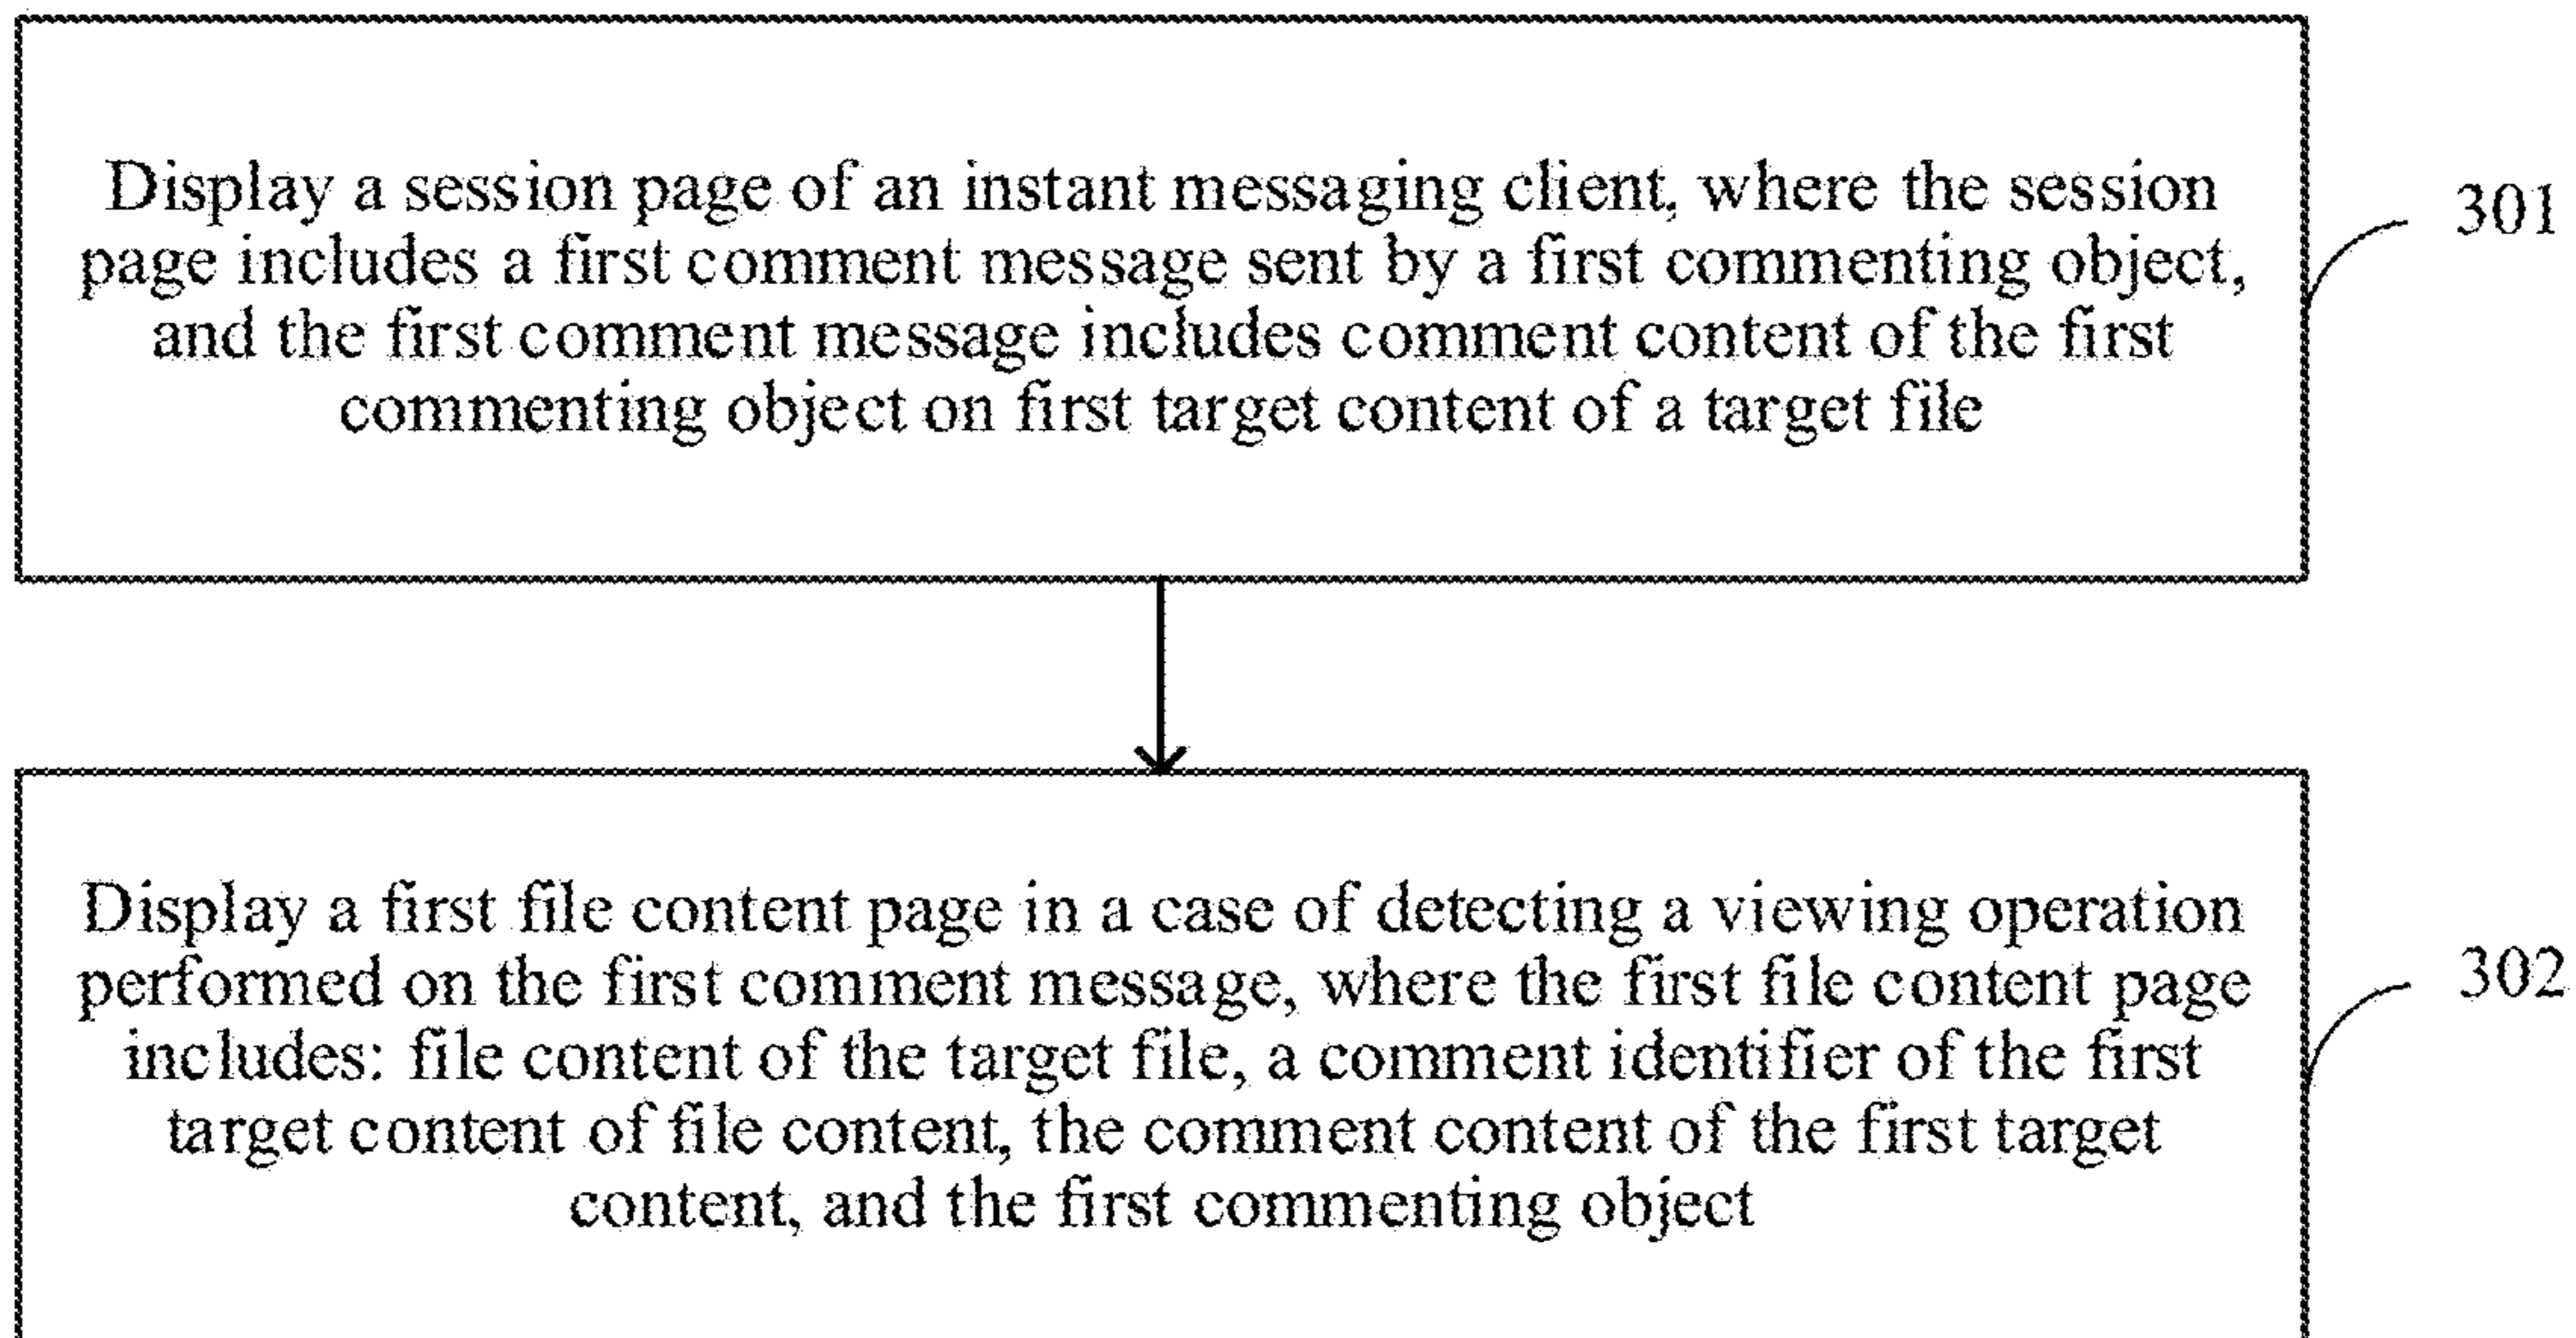 Display a session page of an instant messaging client, where the session
page includes a first comment message sent by a first commenting object,
and the first comment message includes comment content of the first
commenting object on first target content of a target file
301
Display a first file content page in a case of detecting a viewing operation
performed on the first comment message, where the first file content page
includes: file content of the target file, a comment identifier of the first
target content of file content, the comment content of the first target
content, and the first commenting object
302